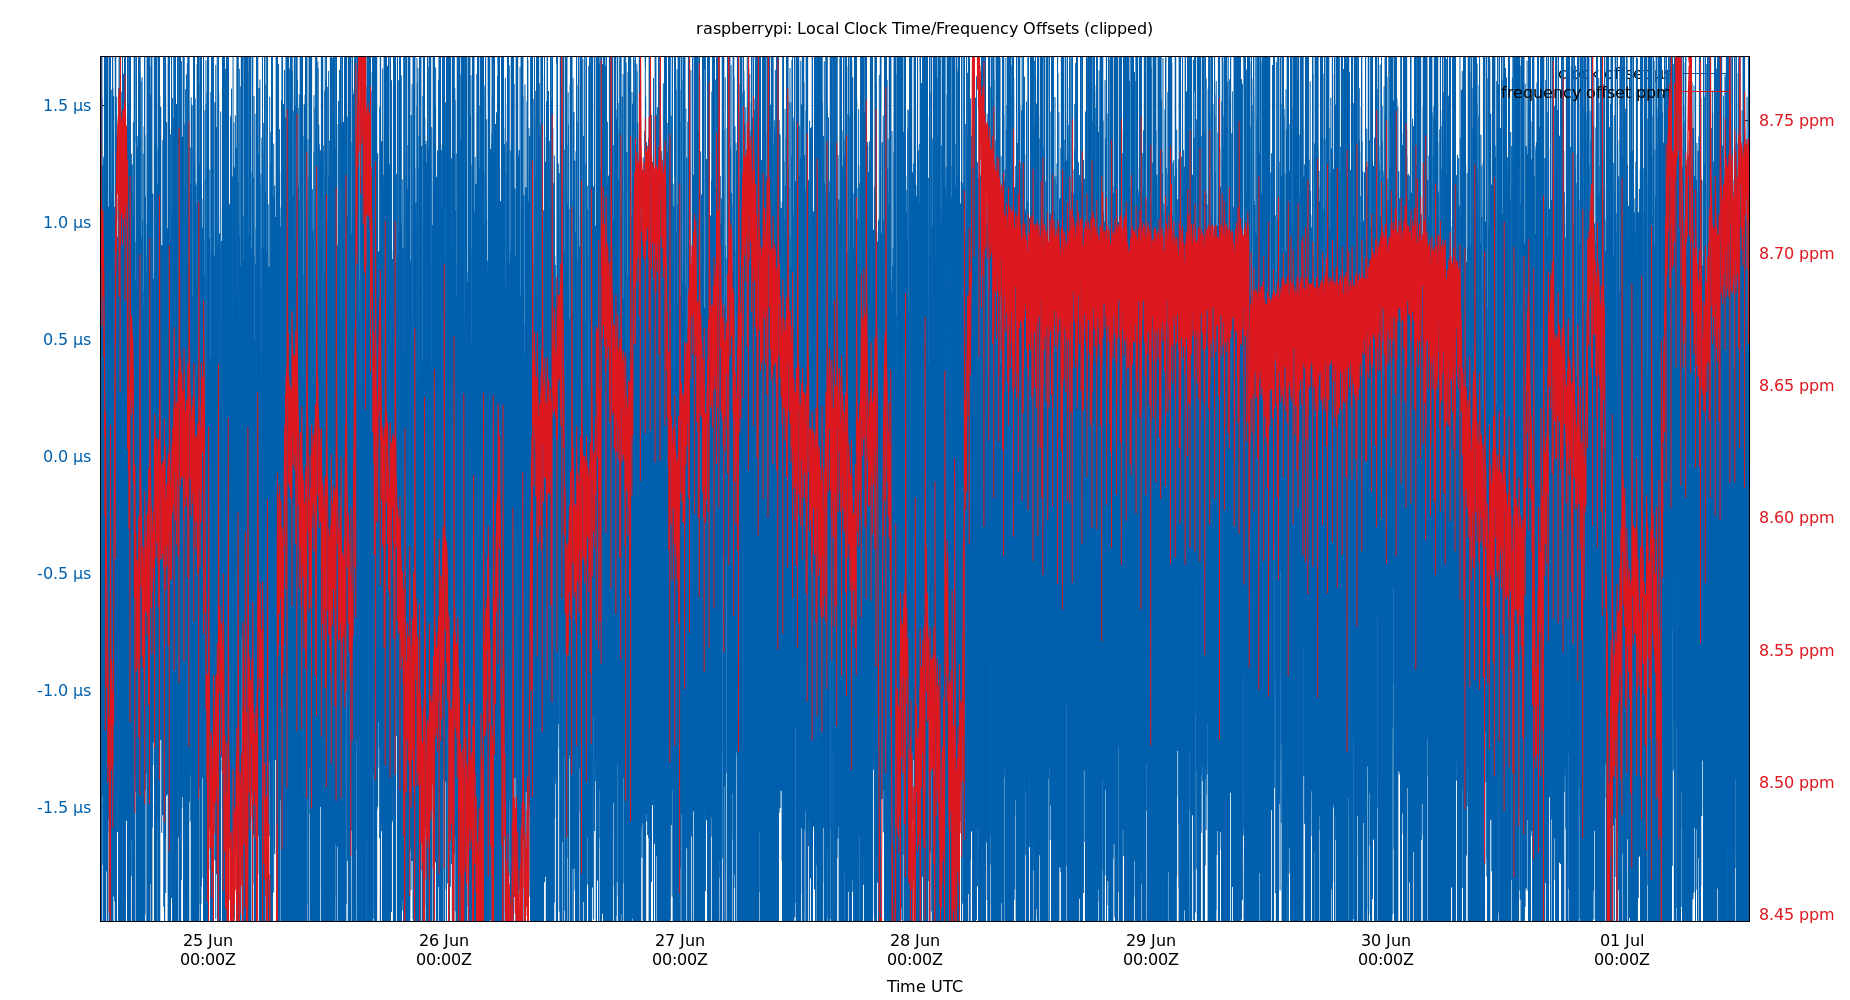 raspberrypi: Local Clock Time/Frequency Offsets (clipped)
clock offset µs
frequency offset ppm
1.5 µs
1.0 µs
0.5 µs
0.0 µs
-0.5 µs
-1.0 µs
-1.5 µs
8.75 ppm
8.70 ppm
8.65 ppm
8.60 ppm
8.55 ppm
8.50 ppm
8.45 ppm
25 Jun
00:00Z
26 Jun
00:00Z
27 Jun
00:00Z
28 Jun
00:00Z
29 Jun
00:00Z
30 Jun
00:00Z
01 Jul
00:00Z
Time UTC